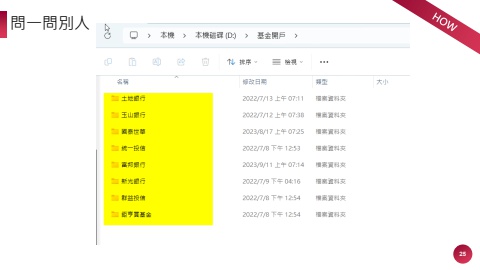 問一問別人
HOW
本機 > 本機磁碟 (D:) > 基金開戶 >
排序 檢視 ...
名稱 修改日期 類型 大小
土地銀行 2022/7/13 上午 07:11 檔案資料夾
玉山銀行 2022/7/12 上午 07:38 檔案資料夾
國泰世華 2023/8/17 上午 07:25 檔案資料夾
統一投信 2022/7/8 下午 12:53 檔案資料夾
富邦銀行 2023/8/11 上午 07:14 檔案資料夾
新光銀行 2022/7/9 下午 04:16 檔案資料夾
群益投信 2022/7/8 下午 12:54 檔案資料夾
鉅亨買基金 2022/7/8 下午 12:54 檔案資料夾
25